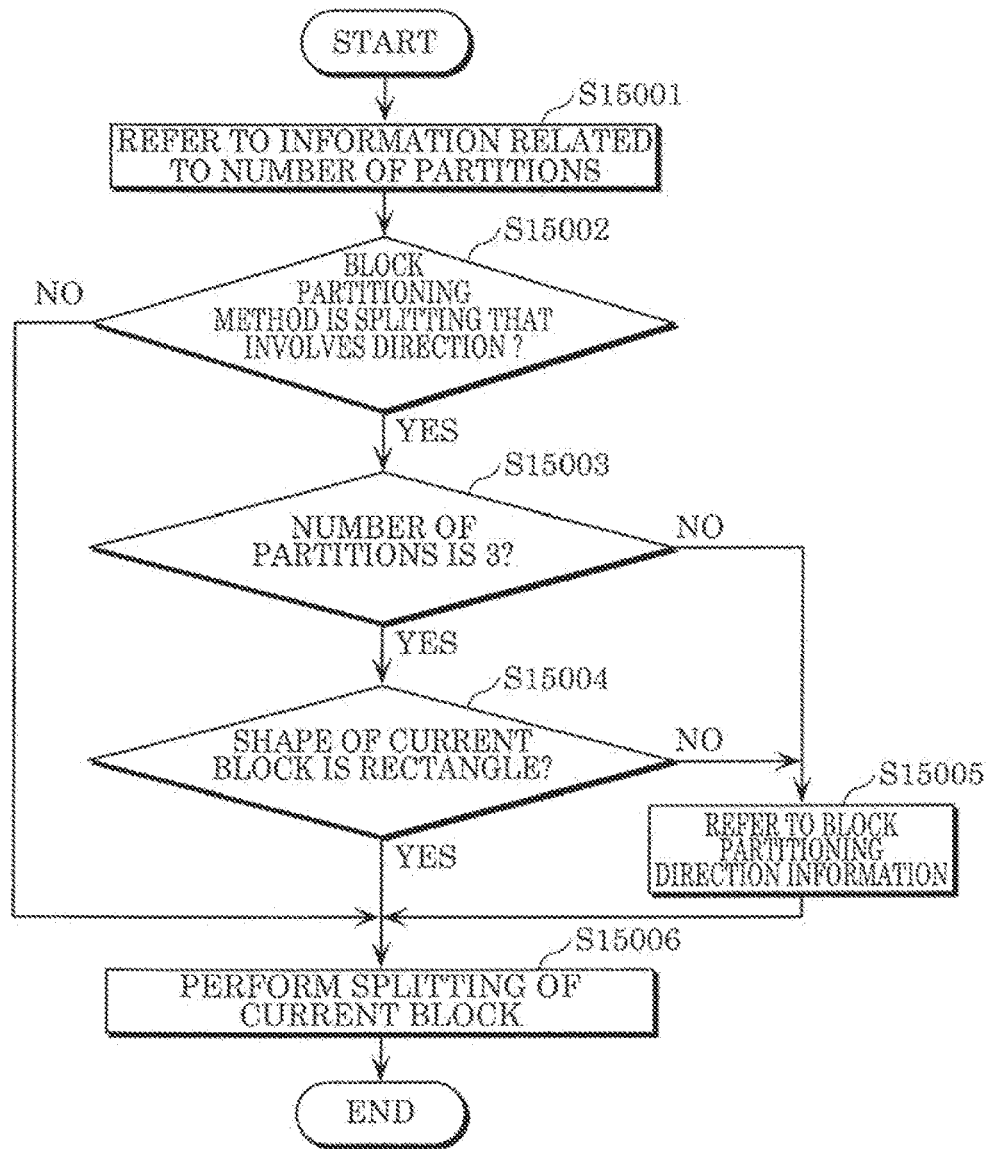 START
S15001
REFER TO INFORMATION RELATED
TO NUMBER OF PARTITIONS
S15002
BLOCK
PARTITIONING
METHOD IS SPLITTING THAT
INVOLVES DIRECTION ?
NO
YES
S15003
NUMBER OF
PARTITIONS IS 3?
NO
YES
S15004
SHAPE OF CURRENT
BLOCK IS RECTANGLE?
NO
YES
S15005
REFER TO BLOCK
PARTITIONING
DIRECTION INFORMATION
S15006
PERFORM SPLITTING OF
CURRENT BLOCK
END